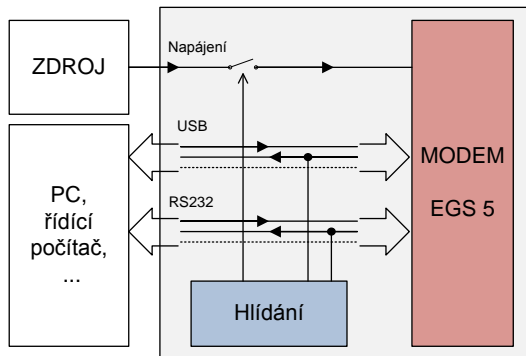 ZDROJ
Napájení
USB
MODEM
EGS 5
PC,
řídící
počítač,
...
RS232
Hlídání